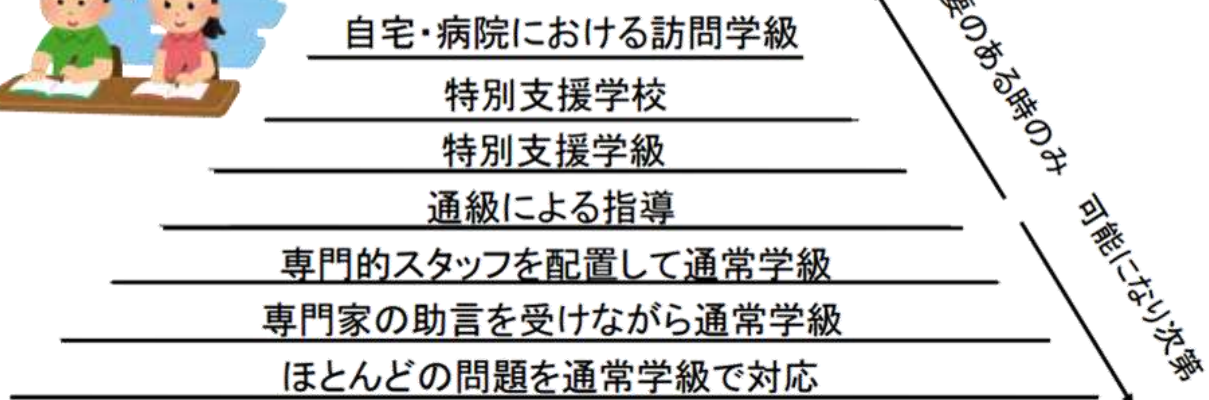 自宅・病院における訪問学級
特別支援学校
特別支援学級
通級による指導
専門的スタッフを配置して通常学級
専門家の助言を受けながら通常学級
ほとんどの問題を通常学級で対応
のある時のみ
可能になり次第